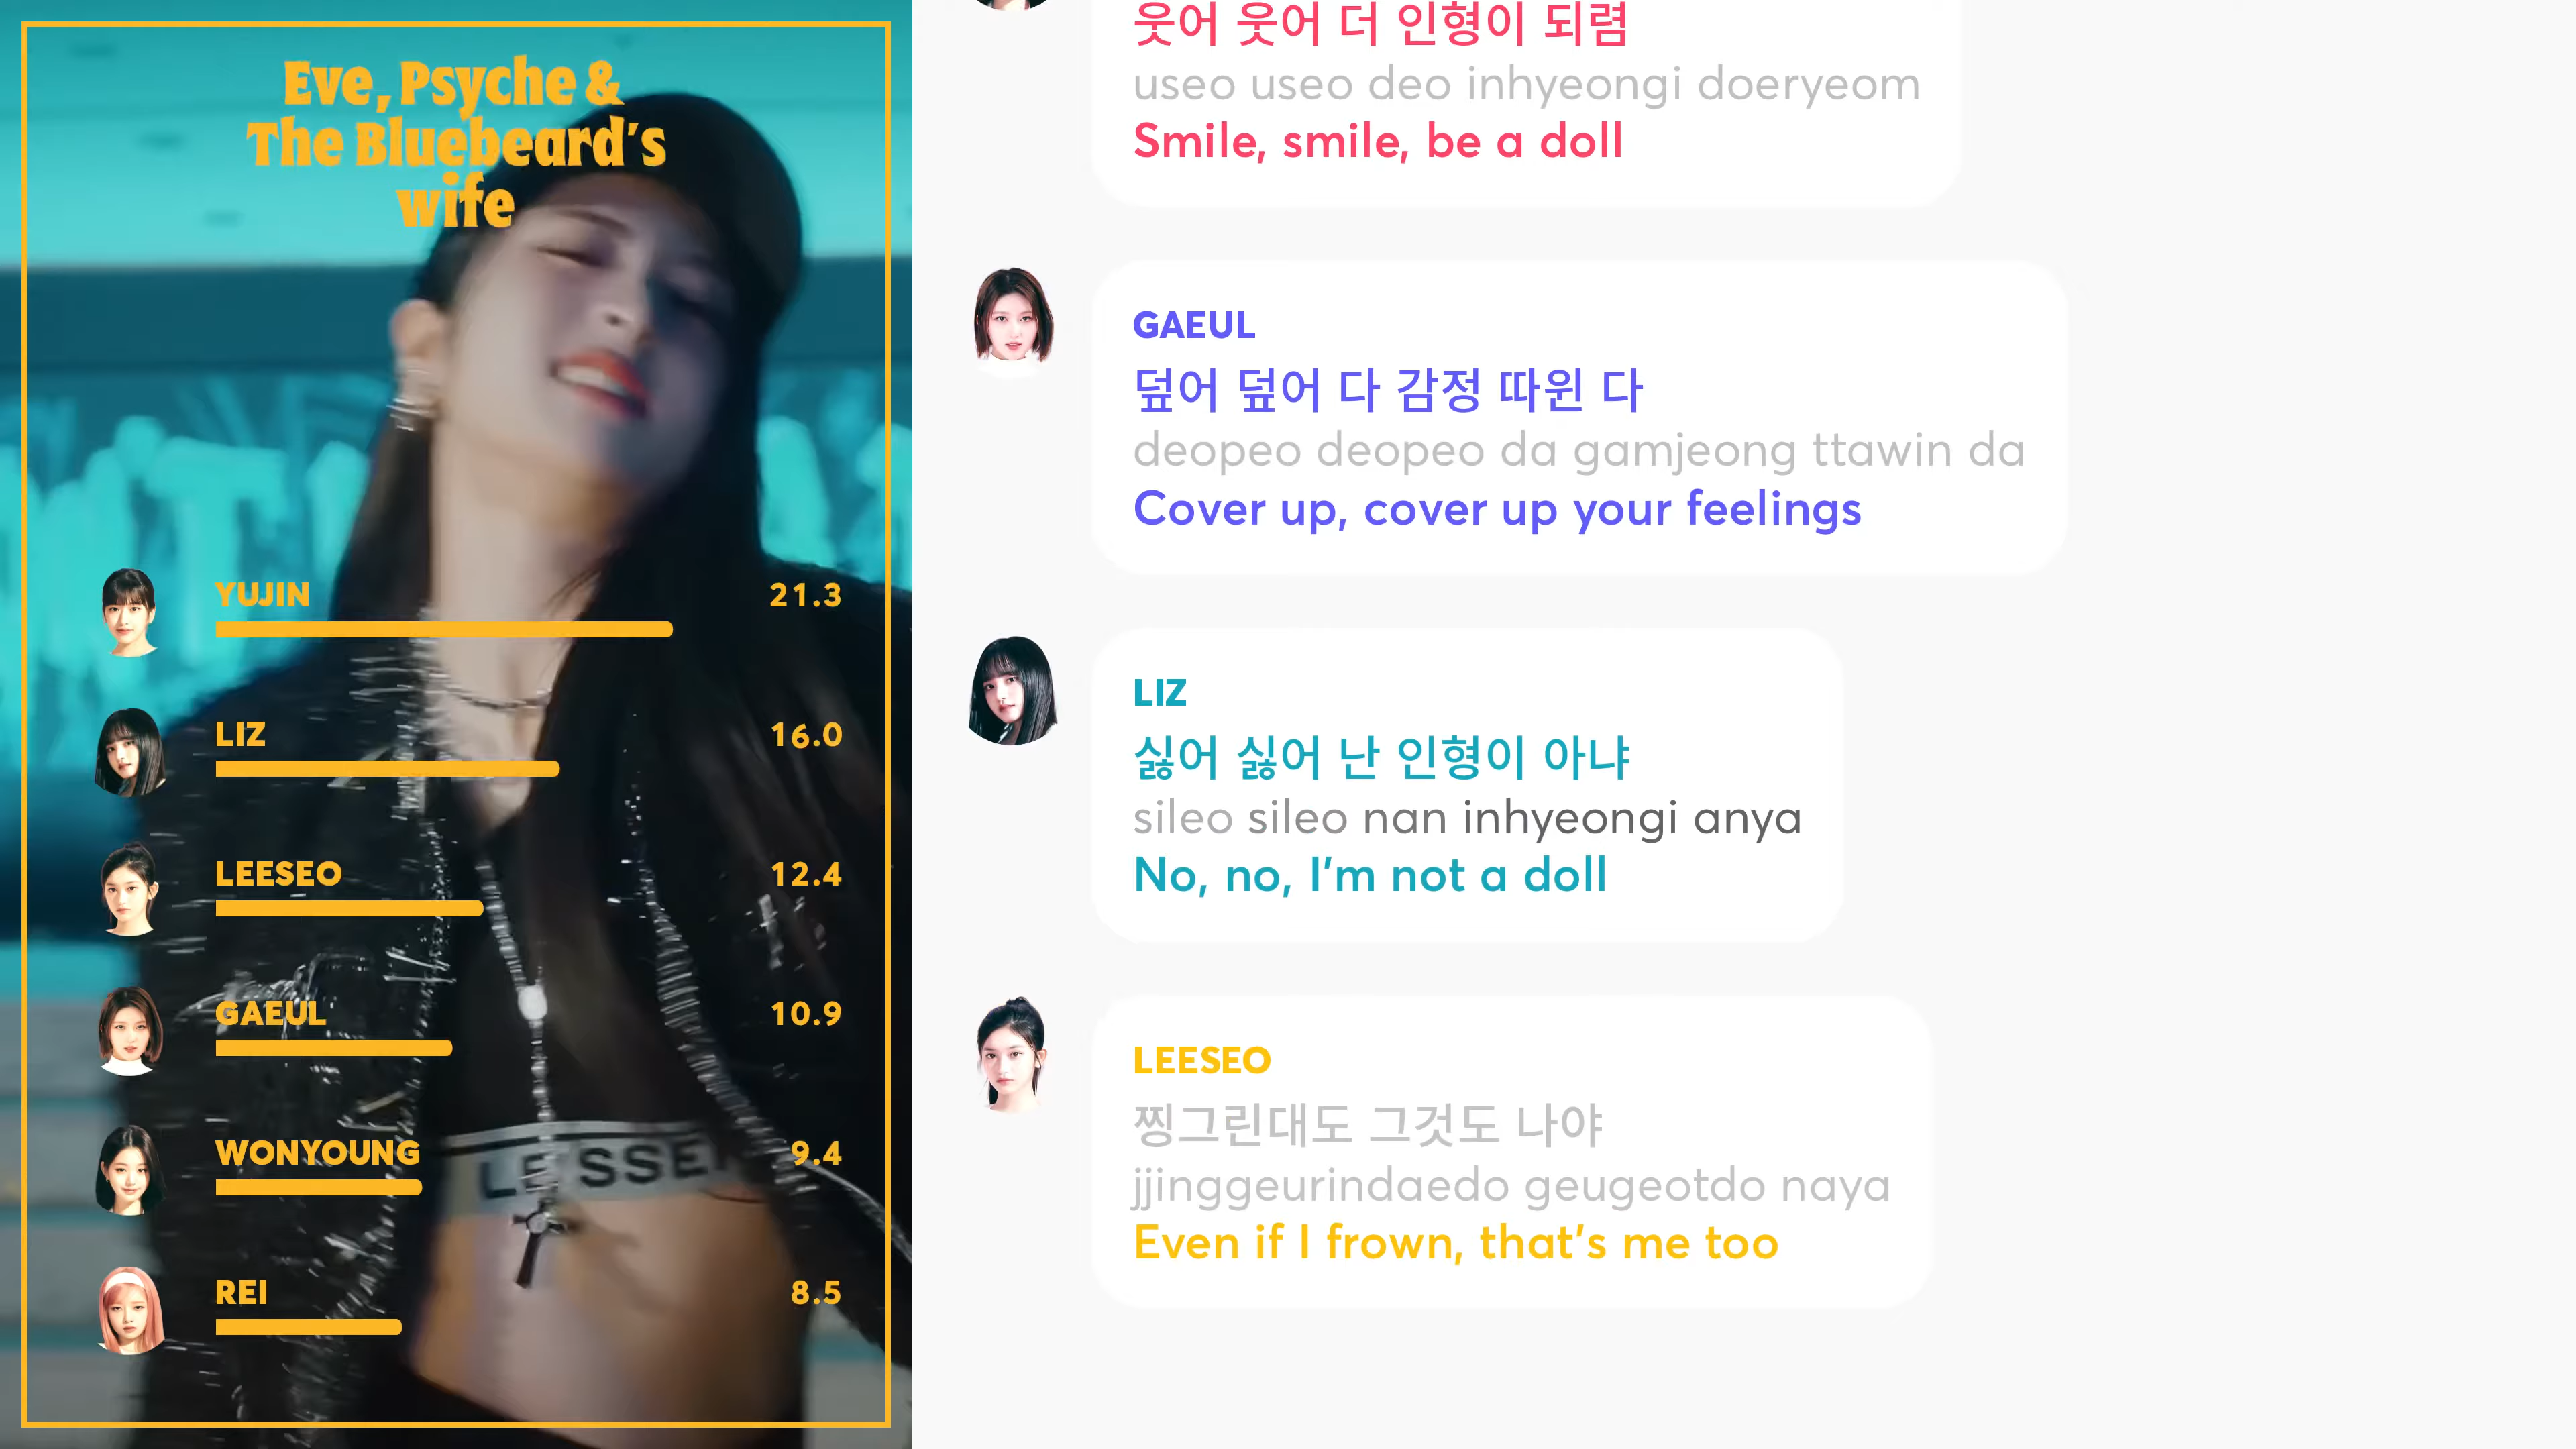 Eve, Psyche &
The Bluebeard's
wife
YUJIN 21.3
LIZ 16.0
LEESEO 12.4
GAEUL 10.9
WONYOUNG 9.4
REI 8.5
웃어 웃어 더 인형이 되렴
useo useo deo inhyeongi doeryeom
Smile, smile, be a doll
GAEUL
덮어 덮어 다 감정 따윈 다
deopeo deopeo da gamjeong ttawin da
Cover up, cover up your feelings
LIZ
싫어 싫어 난 인형이 아냐
sileo sileo nan inhyeongi anya
No, no, I'm not a doll
LEESEO
찡그린대도 그것도 나야
jjinggeurindaedo geugeotdo naya
Even if I frown, that's me too